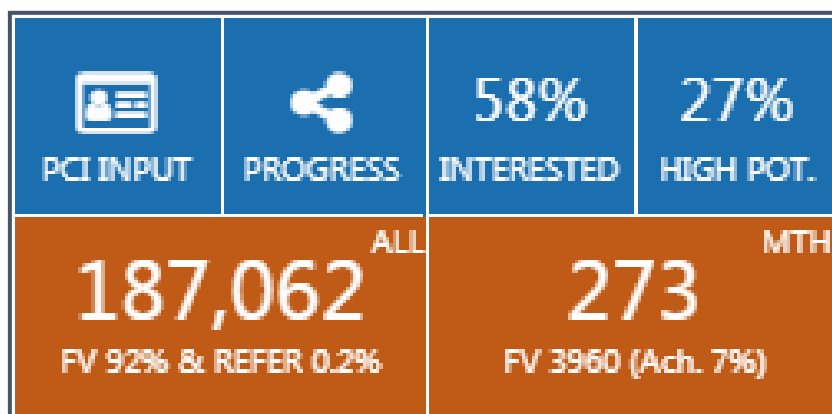 PCI INPUT
PROGRESS
58%
INTERESTED
27%
HIGH POT.
ALL
187,062
FV 92% & REFER 0.2%
MTH
273
FV 3960 (Ach. 7%)